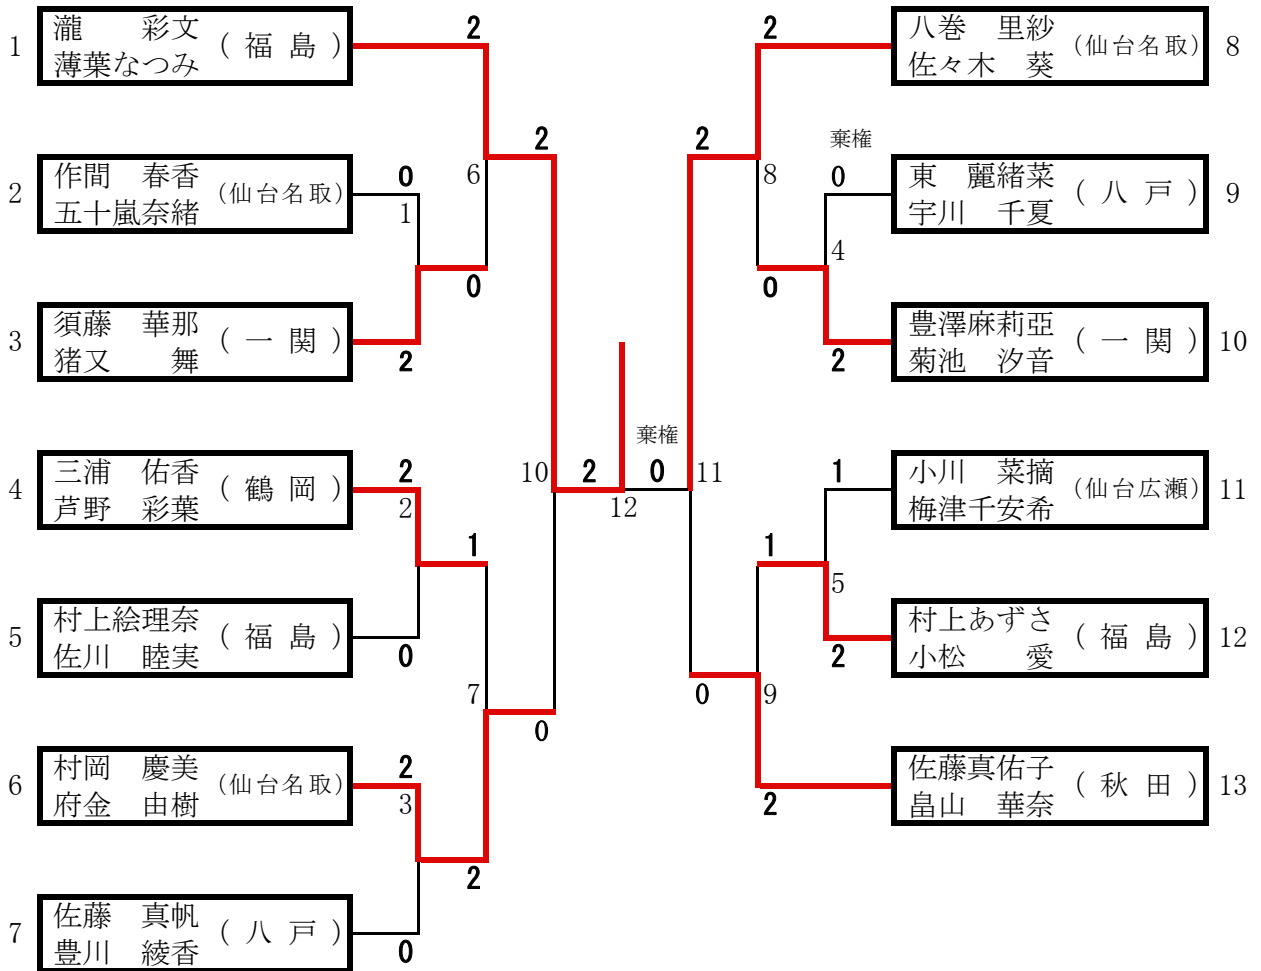 1 瀧　　彩文 (福島)
薄葉なつみ
2 作間　春香 (仙台名取)
五十嵐奈緒
3 須藤　華那 (一関)
猪又　　舞
4 三浦　佑香 (鶴岡)
芦野　彩葉
5 村上絵理奈 (福島)
佐川　睦実
6 村岡　慶美 (仙台名取)
府金　由樹
7 佐藤　真帆 (八戸)
豊川　綾香
2
2
6
0
1
0
2
2
2
1
0
7
2
3
2
0
0
10
2
12
棄権
0
11
2
2
8
棄権
0
4
0
2
1
1
5
2
0
9
2
八巻　里紗 (仙台名取) 8
佐々木　葵
東　麗緒菜 (八戸) 9
宇川　千夏
豊澤麻莉亞 (一関) 10
菊池　汐音
小川　菜摘 (仙台広瀬) 11
梅津千安希
村上あずさ (福島) 12
小松　　愛
佐藤真佑子 (秋田) 13
畠山　華奈